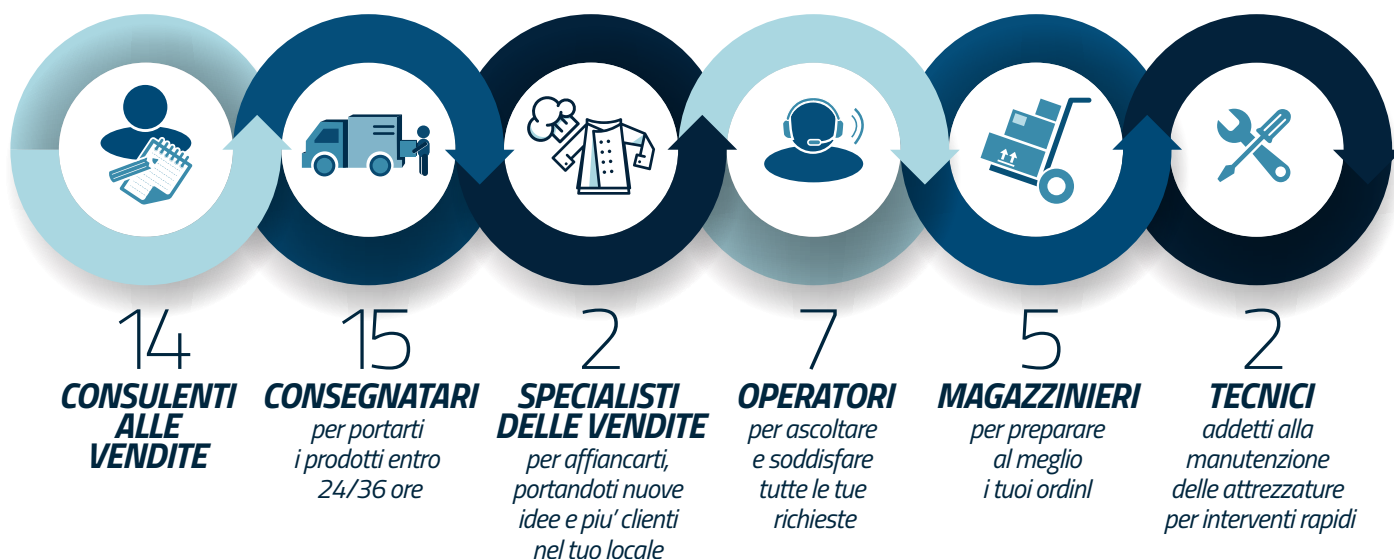 14
CONSULENTI
ALLE
VENDITE
15
CONSEGNATARI
per portarti
i prodotti entro
24/36 ore
2
SPECIALISTI
DELLE VENDITE
per affiancarti,
portandoti nuove
idee e piu' clienti
nel tuo locale
7
OPERATORI
per ascoltare
e soddisfare
tutte le tue
richieste
5
MAGAZZINIERI
per preparare
al meglio
i tuoi ordinI
2
TECNICI
addetti alla
manutenzione
delle attrezzature
per interventi rapidi